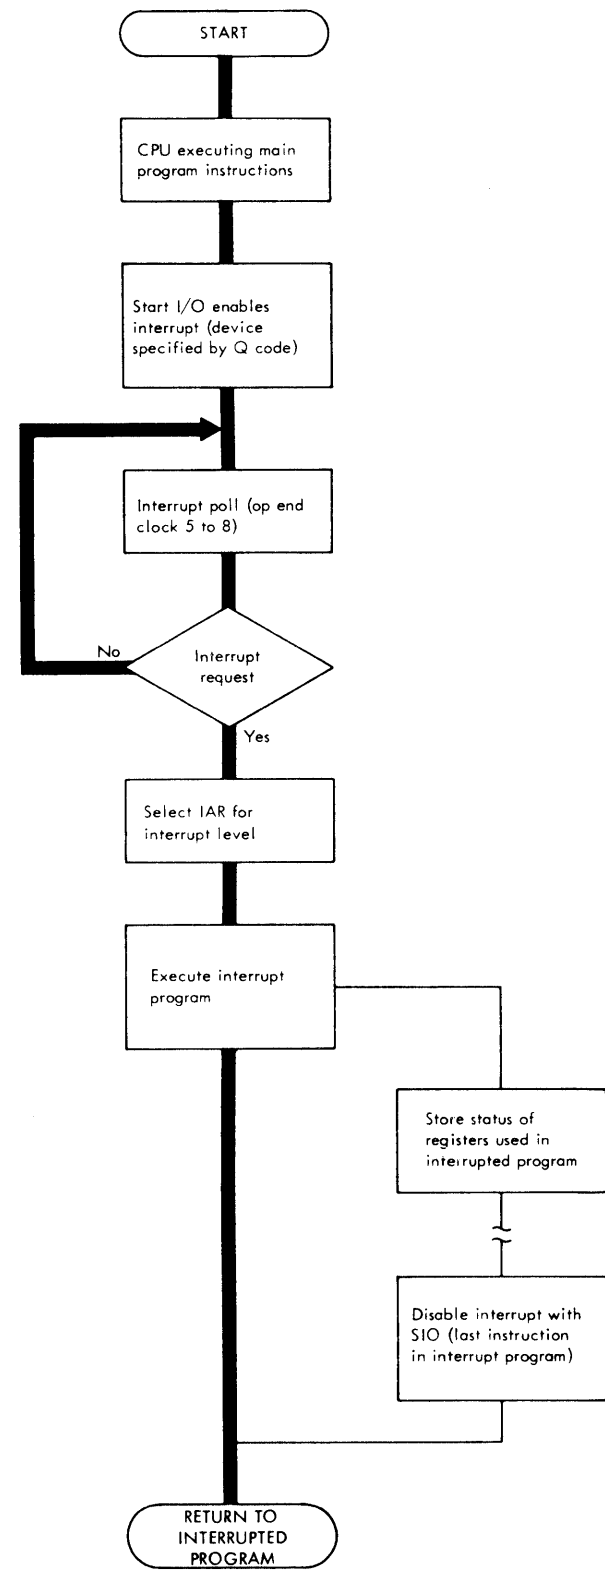 START
CPU executing main
program instructions
Start I/O enables
interrupt (device
specified by Q code)
Interrupt poll (op end
clock 5 to 8)
No
Interrupt
request
Yes
Select IAR for
interrupt level
Execute interrupt
program
Store status of
registers used in
interrupted program
Disable interrupt with
SIO (last instruction
in interrupt program)
RETURN TO
INTERRUPTED
PROGRAM